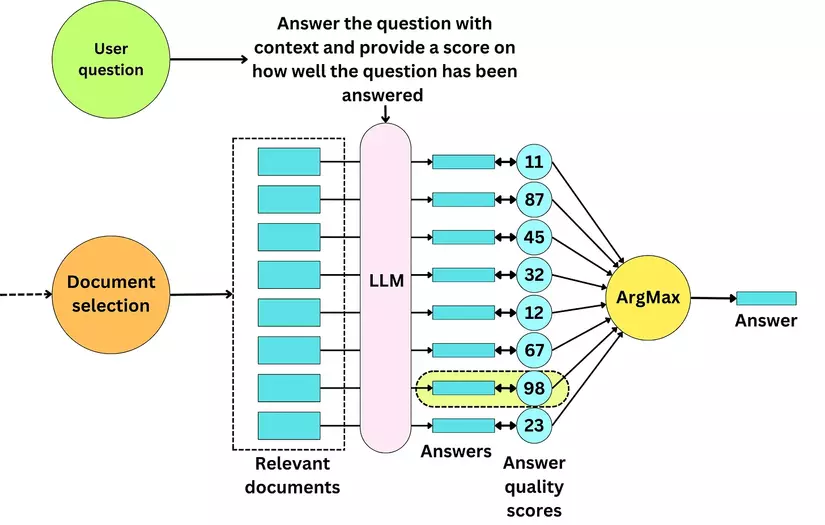 User
question
Answer the question with
context and provide a score on
how well the question has been
answered
Document
selection
LLM
11
87
45
32
12
67
98
23
ArgMax
Answer
Relevant
documents
Answers
Answer
quality
scores